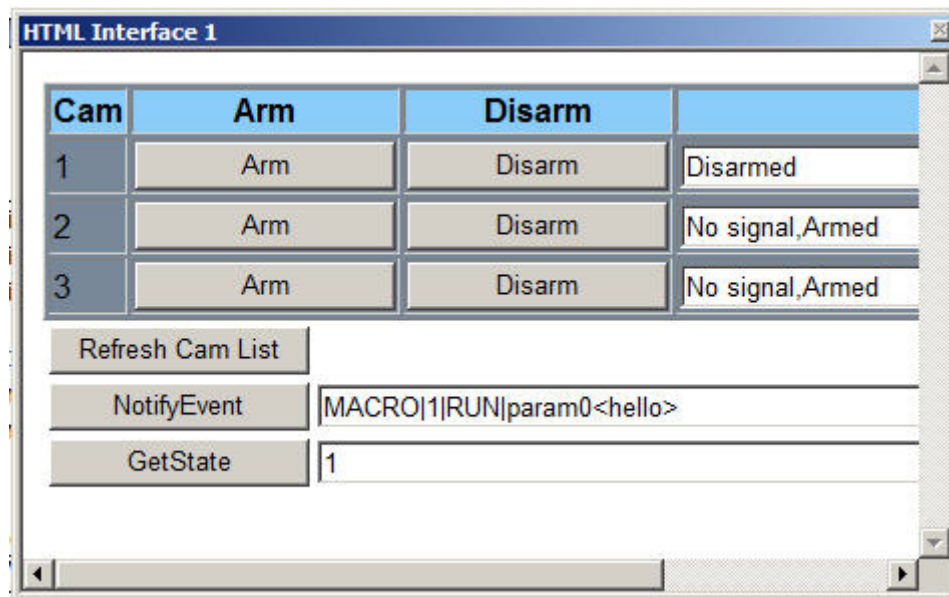 HTML Interface 1
Cam Arm Disarm
1 Arm Disarm Disarmed
2 Arm Disarm No signal,Armed
3 Arm Disarm No signal,Armed
Refresh Cam List
NotifyEvent MACRO|1|RUN|param0<hello>
GetState 1